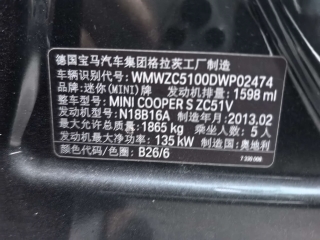 德国宝马汽车集团格拉茨工厂制造
车辆识别代号: WMWZC5100DWP02474
品牌: 迷你(MINI)牌 发动机排量: 1598 ml
整车型号: MINI COOPER S ZC51V
发动机型号: N18B16A 制造年月: 2013.02
最大允许总质量: 1865 kg 乘坐人数: 5 人
发动机最大净功率: 135 kW 制造国: 奥地利
颜色代码/色号: B26/6
7 330 008